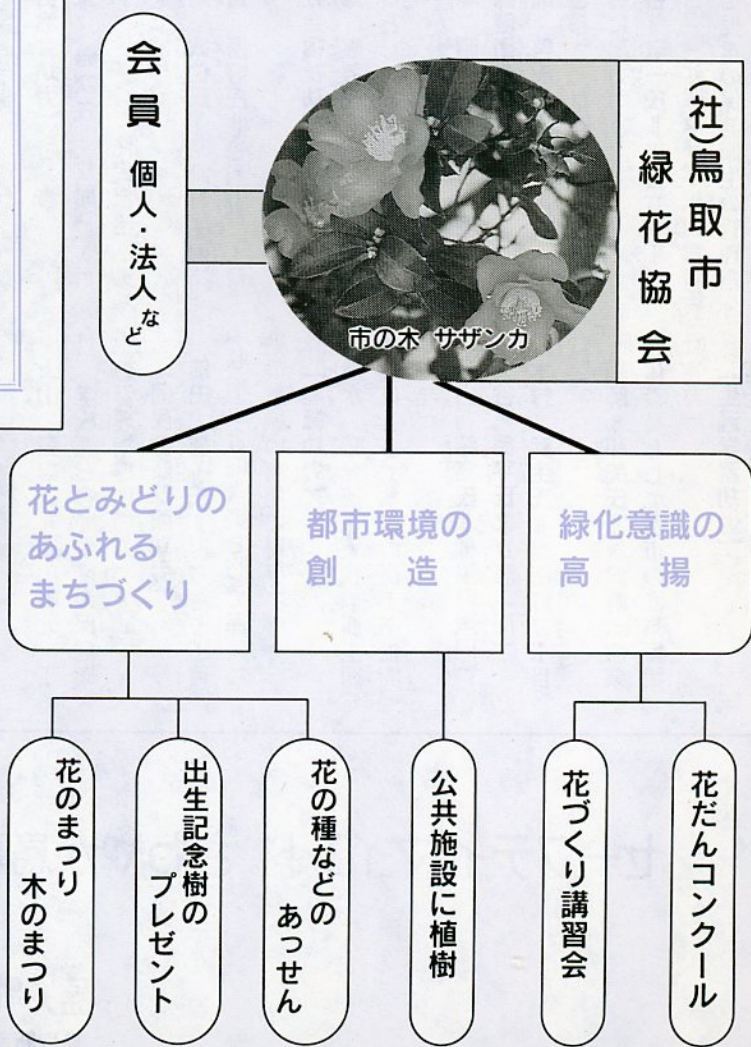 (社)鳥取市
緑花協会
会員 個人・法人など
市の木 サザンカ
緑化意識の
高 揚
都市環境の
創 造
花とみどりの
あふれる
まちづくり
花だんコンクール
花づくり講習会
公共施設に植樹
花の種などの
あっせん
出生記念樹の
プレゼント
花のまつり
木のまつり